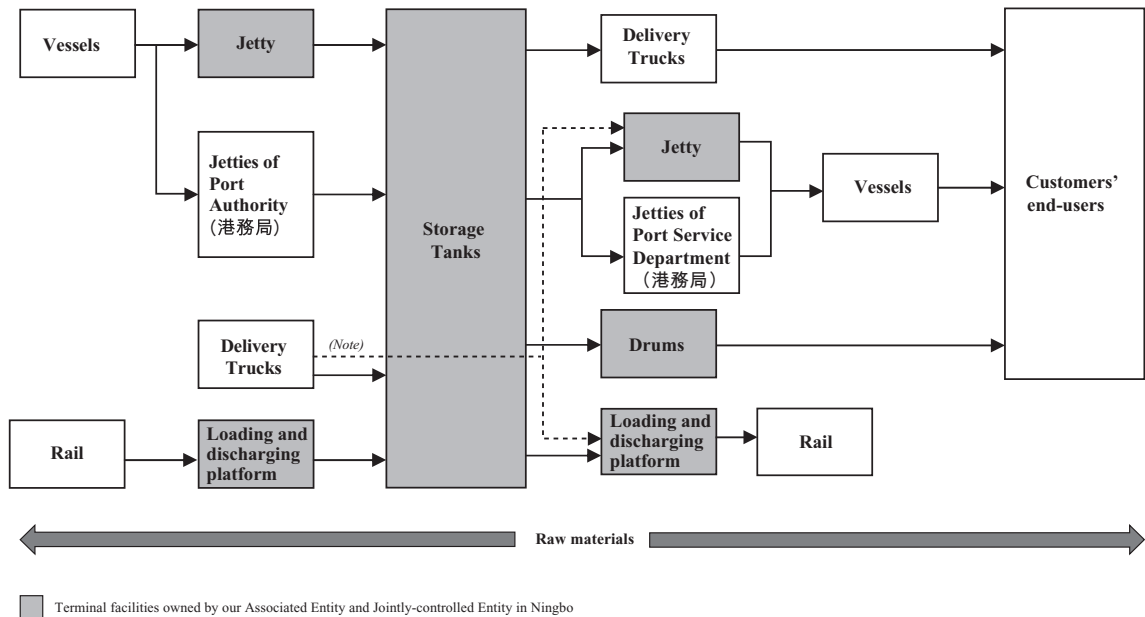 Vessels
Jetty
Jetties of
Port
Authority
（港務局）
Delivery
Trucks
(Note)
Rail
Loading and
discharging
platform
Storage
Tanks
Delivery
Trucks
Jetty
Jetties of
Port Service
Department
（港務局）
Vessels
Customers’
end-users
Drums
Loading and
discharging
platform
Rail
Raw materials
Terminal facilities owned by our Associated Entity and Jointly-controlled Entity in Ningbo